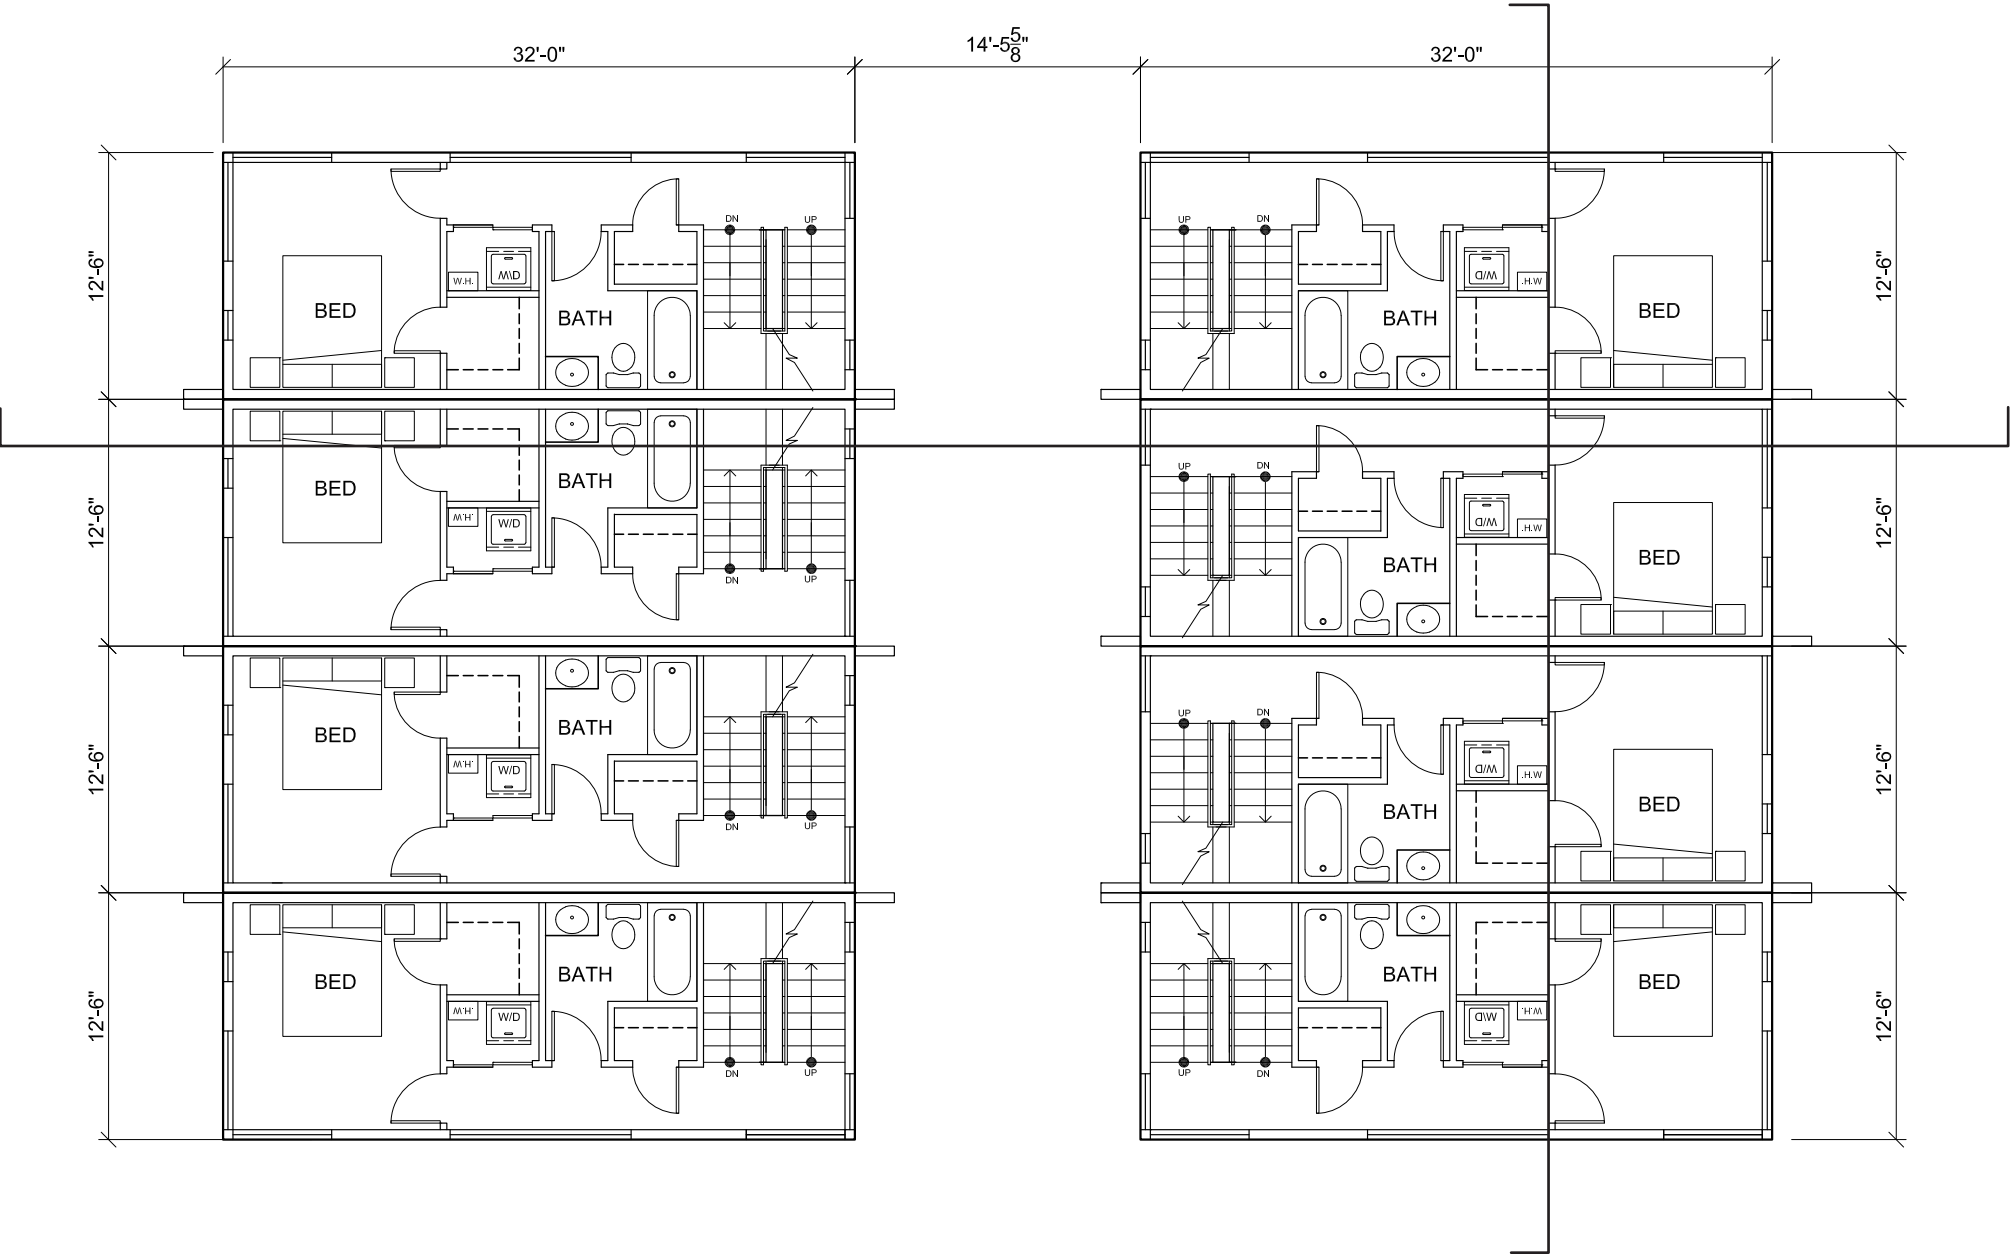 32'-0"
14'-5 5/8"
32'-0"
12'-6"
DN
UP
W/D
W.H.
BED
BATH
UP
DN
W/D
W.H.
BATH
BED
12'-6"
12'-6"
BED
BATH
W.H.
W/D
DN
UP
UP
DN
W/D
W.H.
BATH
BED
12'-6"
12'-6"
BED
BATH
W.H.
W/D
DN
UP
UP
DN
W/D
W.H.
BATH
BED
12'-6"
12'-6"
BED
BATH
W.H.
W/D
DN
UP
BATH
BED
W/D
W.H.
UP
DN
12'-6"